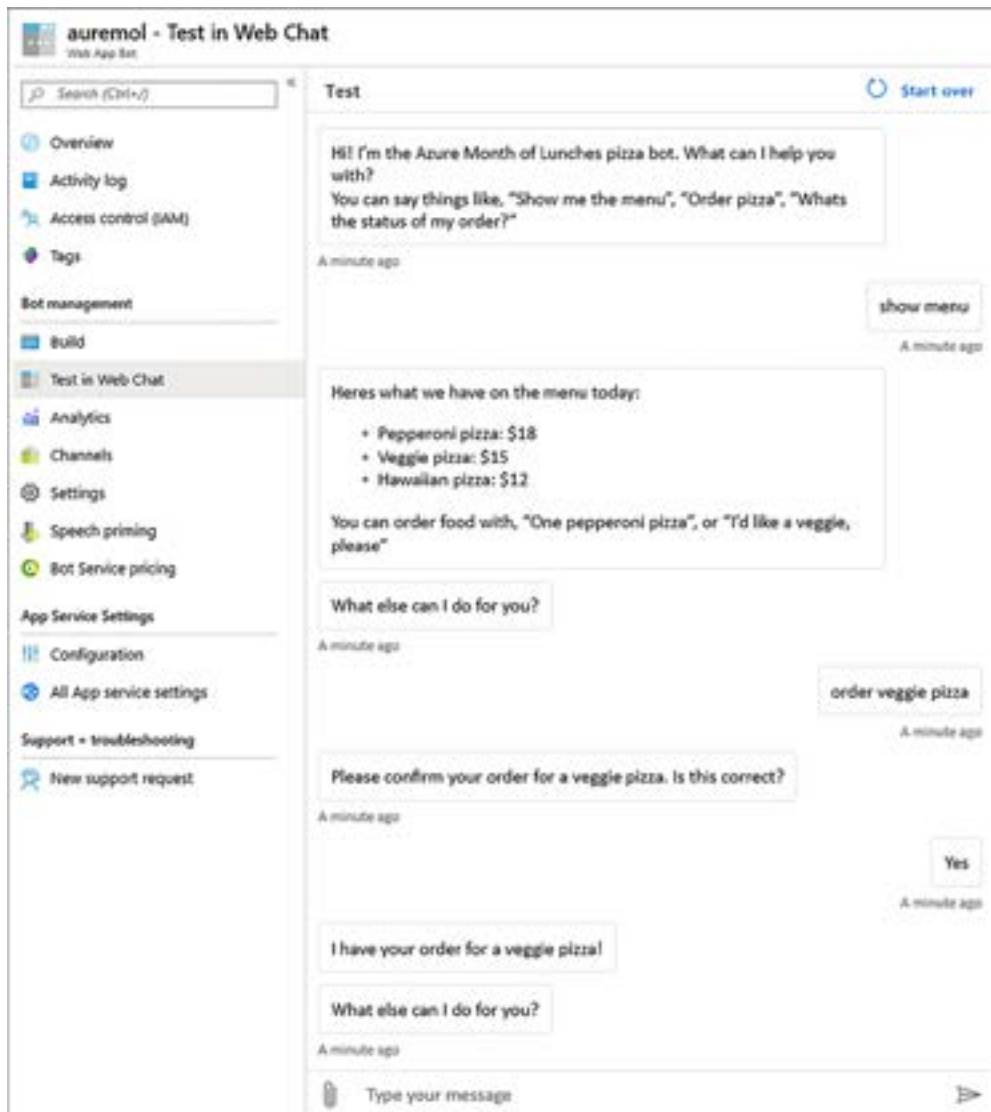 auremol - Test in Web Chat
Web App Bot
Search (Ctrl+/)
«
Overview
Activity log
Access control (IAM)
Tags
Bot management
Build
Test in Web Chat
Analytics
Channels
Settings
Speech priming
Bot Service pricing
App Service Settings
Configuration
All App service settings
Support + troubleshooting
New support request
Test
Start over
Hi! I'm the Azure Month of Lunches pizza bot. What can I help you
with?
You can say things like, "Show me the menu", "Order pizza", "Whats
the status of my order?"
A minute ago
show menu
A minute ago
Heres what we have on the menu today:
• Pepperoni pizza: $18
• Veggie pizza: $15
• Hawaiian pizza: $12
You can order food with, "One pepperoni pizza", or "I'd like a veggie,
please"
What else can I do for you?
A minute ago
order veggie pizza
A minute ago
Please confirm your order for a veggie pizza. Is this correct?
A minute ago
Yes
A minute ago
I have your order for a veggie pizza!
What else can I do for you?
A minute ago
Type your message